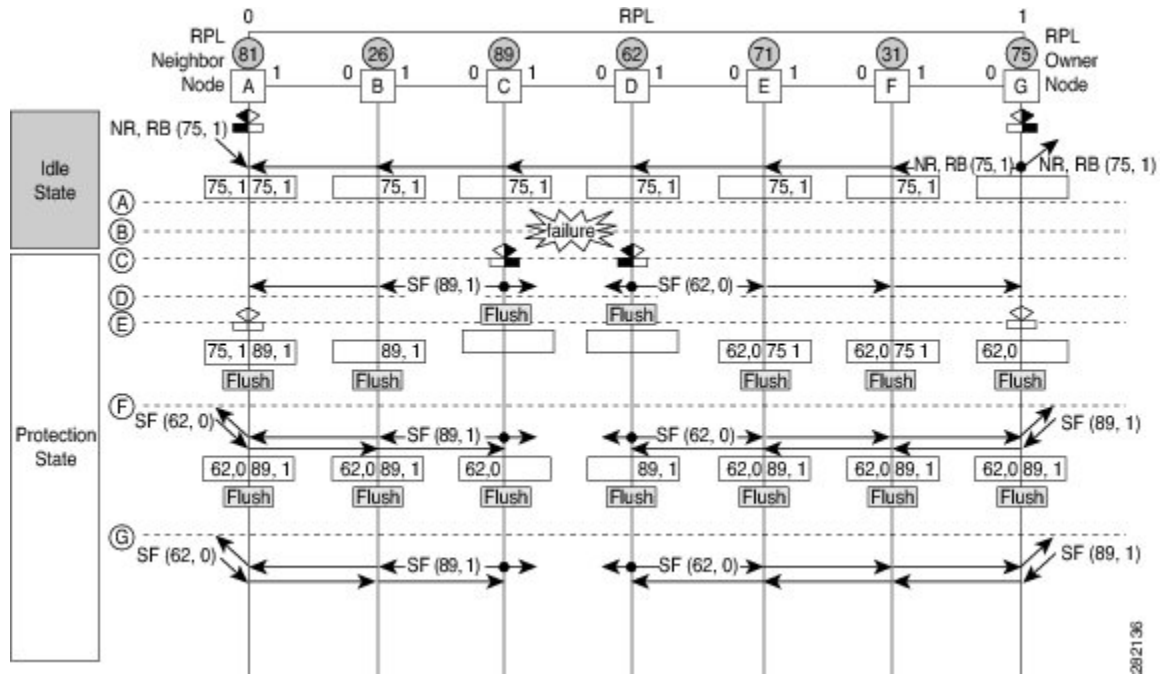 0 RPL 1
RPL Neighbor Node 81 26 89 62 71 31 75 RPL Owner Node
A 1 0 B 1 0 C 1 0 D 1 0 E 1 0 F 1 0 G
Idle State
NR, RB (75, 1) NR, RB (75, 1) NR, RB (75, 1)
75, 1 75, 1 75, 1 75, 1 75, 1 75, 1 75, 1
A
B failure
C
Protection State
SF (89, 1) SF (62, 0)
D
Flush Flush
E
75, 1 89, 1 89, 1 62,0 75 1 62,0 75 1 62,0
Flush Flush Flush Flush Flush
F
SF (62, 0) SF (89, 1) SF (62, 0) SF (89, 1)
62,0 89, 1 62,0 89, 1 62,0 89, 1 62,0 89, 1 62,0 89, 1 62,0 89, 1
Flush Flush Flush Flush Flush Flush Flush
G
SF (62, 0) SF (89, 1) SF (62, 0) SF (89, 1)
282136